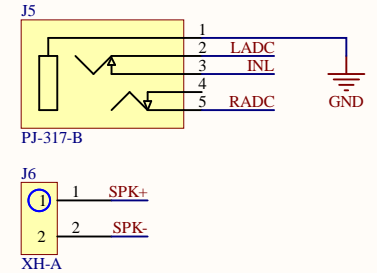 J5
1
2 LADC
3 INL
4
5 RADC
GND
PJ-317-B
J6
1 1 SPK+
2 2 SPK-
XH-A